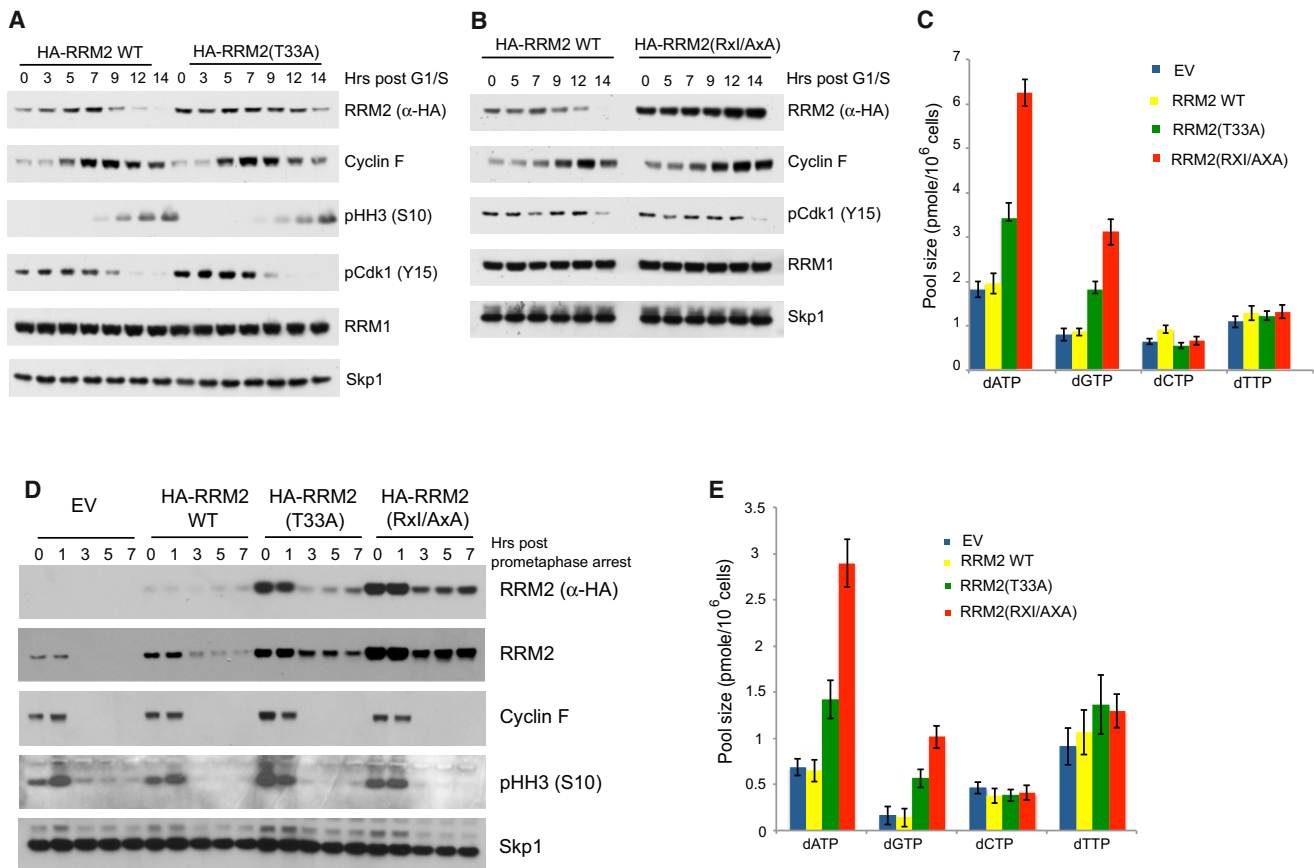 A
HA-RRM2 WT HA-RRM2(T33A)
0 3 5 7 9 12 14 0 3 5 7 9 12 14 Hrs post G1/S
RRM2 (α-HA)
Cyclin F
pHH3 (S10)
pCdk1 (Y15)
RRM1
Skp1
B
HA-RRM2 WT HA-RRM2(RxI/AxA)
0 5 7 9 12 14 0 5 7 9 12 14 Hrs post G1/S
RRM2 (α-HA)
Cyclin F
pCdk1 (Y15)
RRM1
Skp1
C
Pool size (pmole/10⁶ cells)
7
6
5
4
3
2
1
0
dATP dGTP dCTP dTTP
EV
RRM2 WT
RRM2(T33A)
RRM2(RXI/AXA)
D
EV HA-RRM2 WT HA-RRM2 (T33A) HA-RRM2 (RxI/AxA)
0 1 3 5 7 0 1 3 5 7 0 1 3 5 7 0 1 3 5 7 Hrs post prometaphase arrest
RRM2 (α-HA)
RRM2
Cyclin F
pHH3 (S10)
Skp1
E
Pool size (pmole/10⁶ cells)
3.5
3
2.5
2
1.5
1
0.5
0
dATP dGTP dCTP dTTP
EV
RRM2 WT
RRM2(T33A)
RRM2(RXI/AXA)